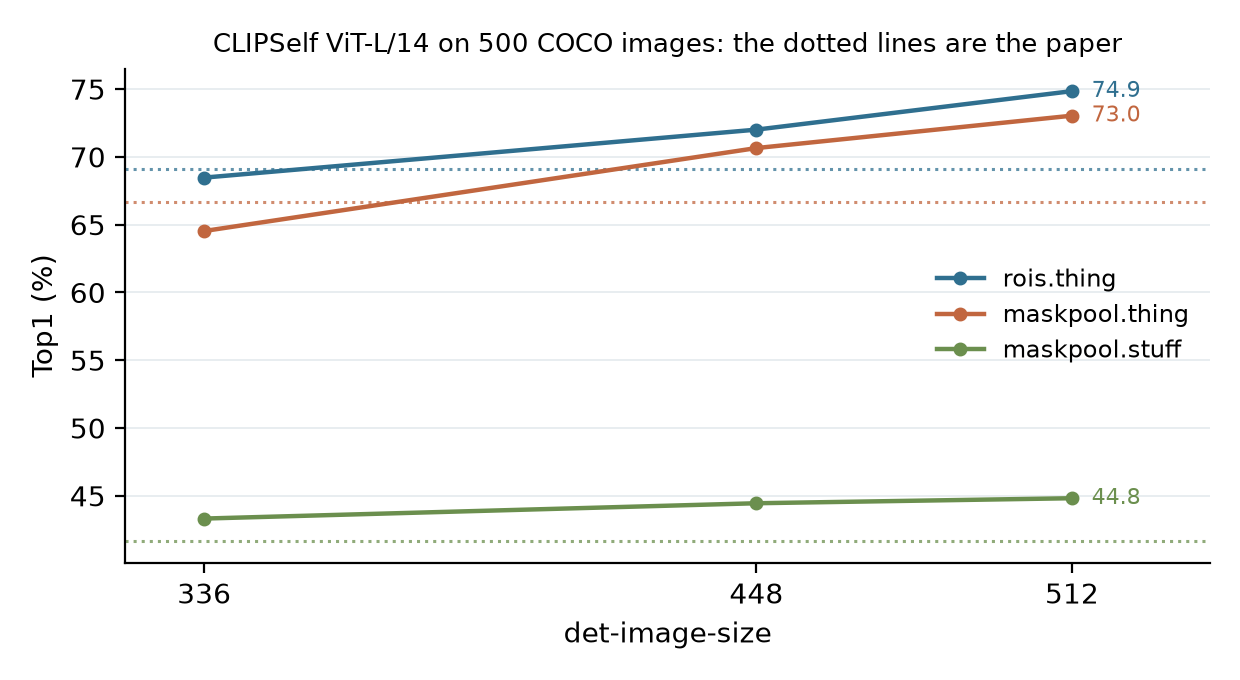 CLIPSelf ViT-L/14 on 500 COCO images: the dotted lines are the paper
Top1 (%)
75
70
65
60
55
50
45
74.9
73.0
44.8
rois.thing
maskpool.thing
maskpool.stuff
336
448
512
det-image-size